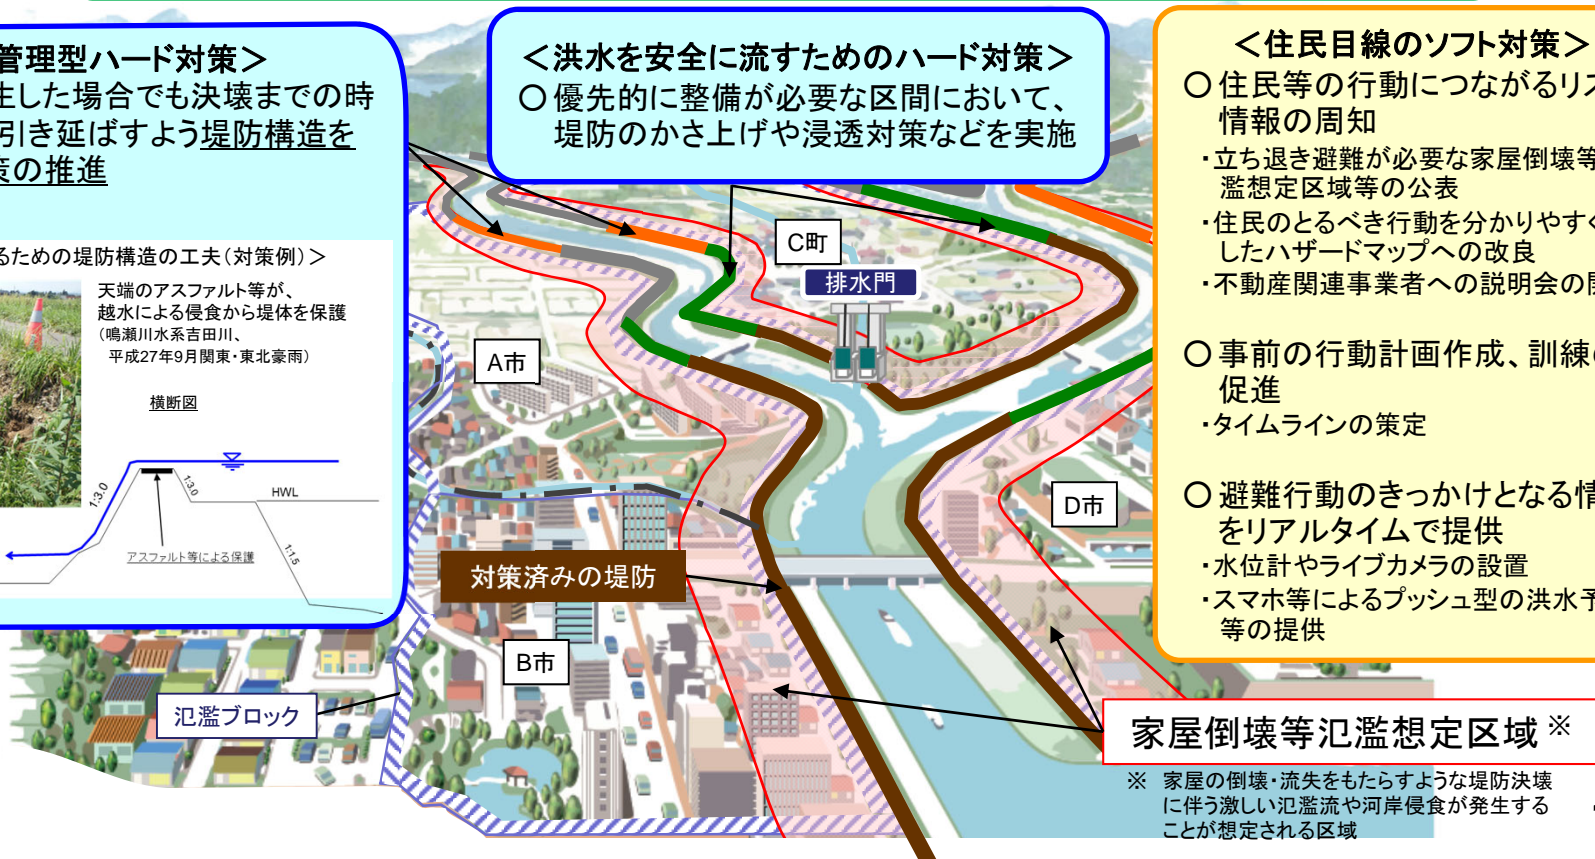 管理型ハード対策＞
生した場合でも決壊までの時
引き延ばすよう堤防構造を
策の推進
るための堤防構造の工夫（対策例）＞
天端のアスファルト等が、
越水による侵食から堤体を保護
（鳴瀬川水系吉田川、
平成27年9月関東・東北豪雨）
横断図
1:3.0
1:3.0
HWL
1:1.5
アスファルト等による保護
＜洪水を安全に流すためのハード対策＞
○優先的に整備が必要な区間において、
堤防のかさ上げや浸透対策などを実施
＜住民目線のソフト対策＞
○住民等の行動につながるリス
情報の周知
・立ち退き避難が必要な家屋倒壊等
濫想定区域等の公表
・住民のとるべき行動を分かりやすく
したハザードマップへの改良
・不動産関連事業者への説明会の開
○事前の行動計画作成、訓練の
促進
・タイムラインの策定
○避難行動のきっかけとなる情
をリアルタイムで提供
・水位計やライブカメラの設置
・スマホ等によるプッシュ型の洪水予
等の提供
C町
排水門
A市
D市
対策済みの堤防
B市
氾濫ブロック
家屋倒壊等氾濫想定区域※
※ 家屋の倒壊・流失をもたらすような堤防決壊
に伴う激しい氾濫流や河岸侵食が発生する
ことが想定される区域